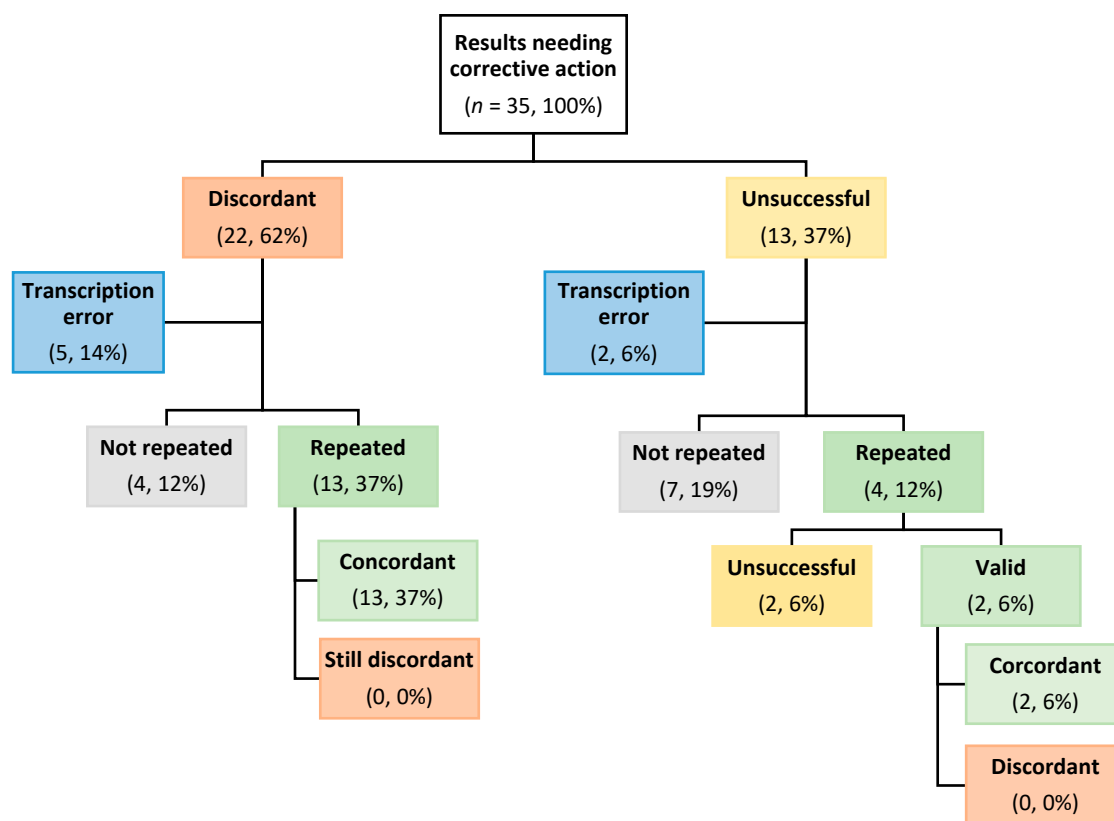 Results needing
corrective action
(n = 35, 100%)
Discordant
(22, 62%)
Unsuccessful
(13, 37%)
Transcription
error
(5, 14%)
Transcription
error
(2, 6%)
Not repeated
(4, 12%)
Repeated
(13, 37%)
Not repeated
(7, 19%)
Repeated
(4, 12%)
Concordant
(13, 37%)
Still discordant
(0, 0%)
Unsuccessful
(2, 6%)
Valid
(2, 6%)
Corcordant
(2, 6%)
Discordant
(0, 0%)